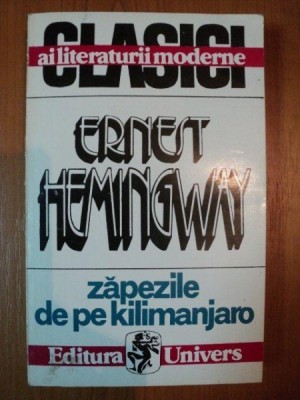 CLASICI
ai literaturii moderne
ERNEST
HEMINGWAY
zăpezile
de pe kilimanjaro
Editura Univers